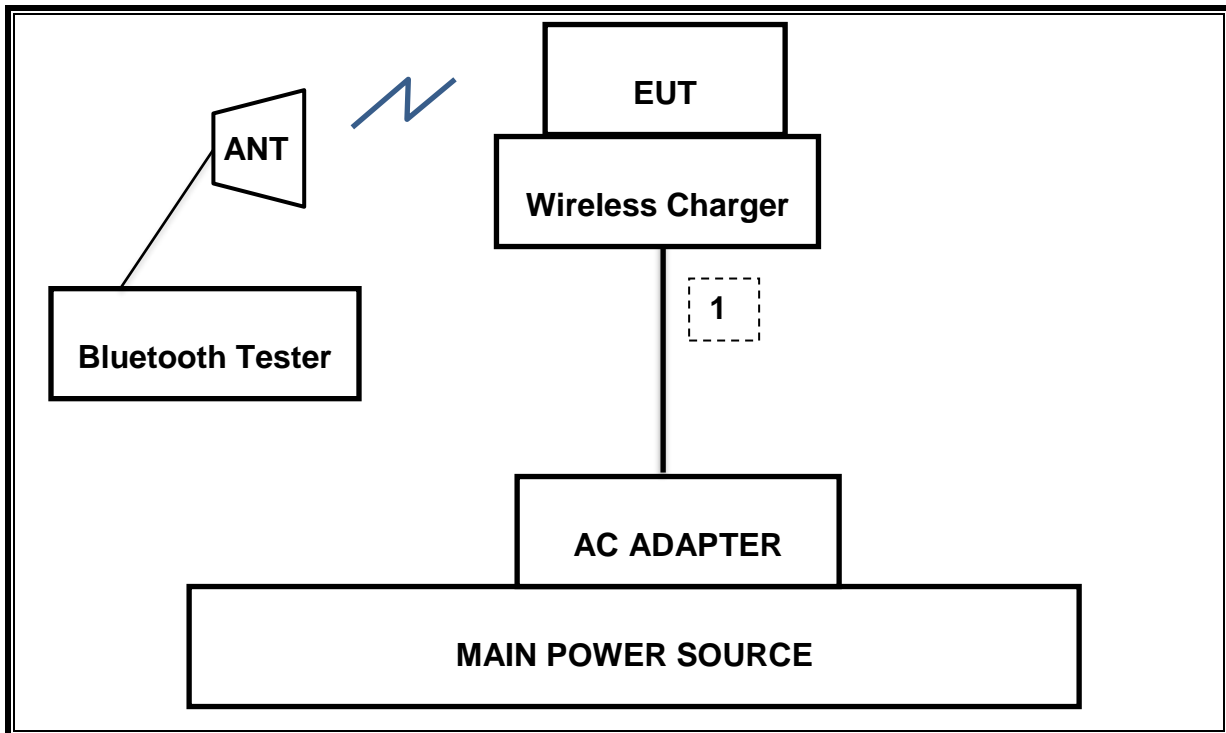 EUT
ANT
Wireless Charger
1
Bluetooth Tester
AC ADAPTER
MAIN POWER SOURCE